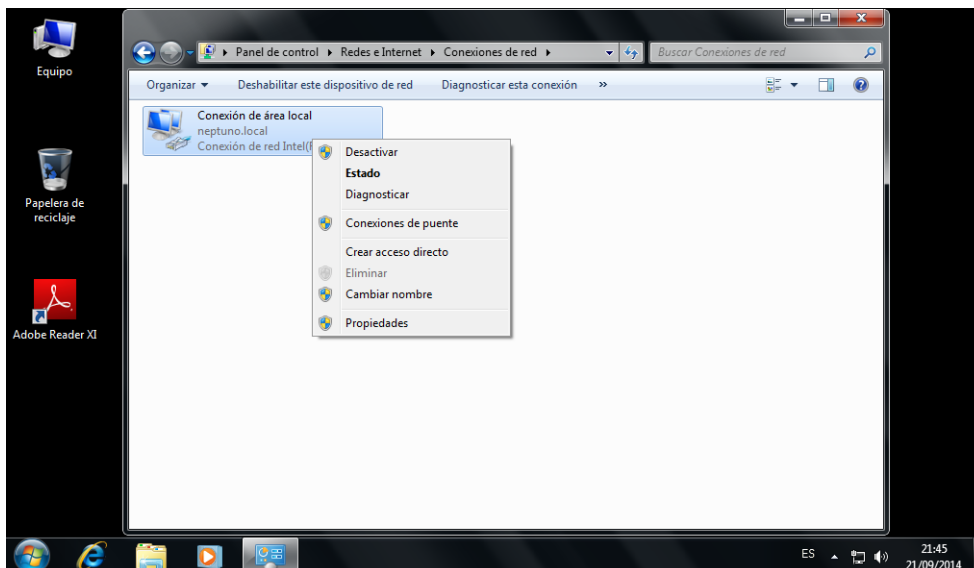 Equipo
Papelera de
reciclaje
Adobe Reader XI
Panel de control
Redes e Internet
Conexiones de red
Buscar Conexiones de red
Organizar
Deshabilitar este dispositivo de red
Diagnosticar esta conexión
»
Conexión de área local
neptuno.local
Conexión de red Intel(
Desactivar
Estado
Diagnosticar
Conexiones de puente
Crear acceso directo
Eliminar
Cambiar nombre
Propiedades
ES
21:45
21/09/2014